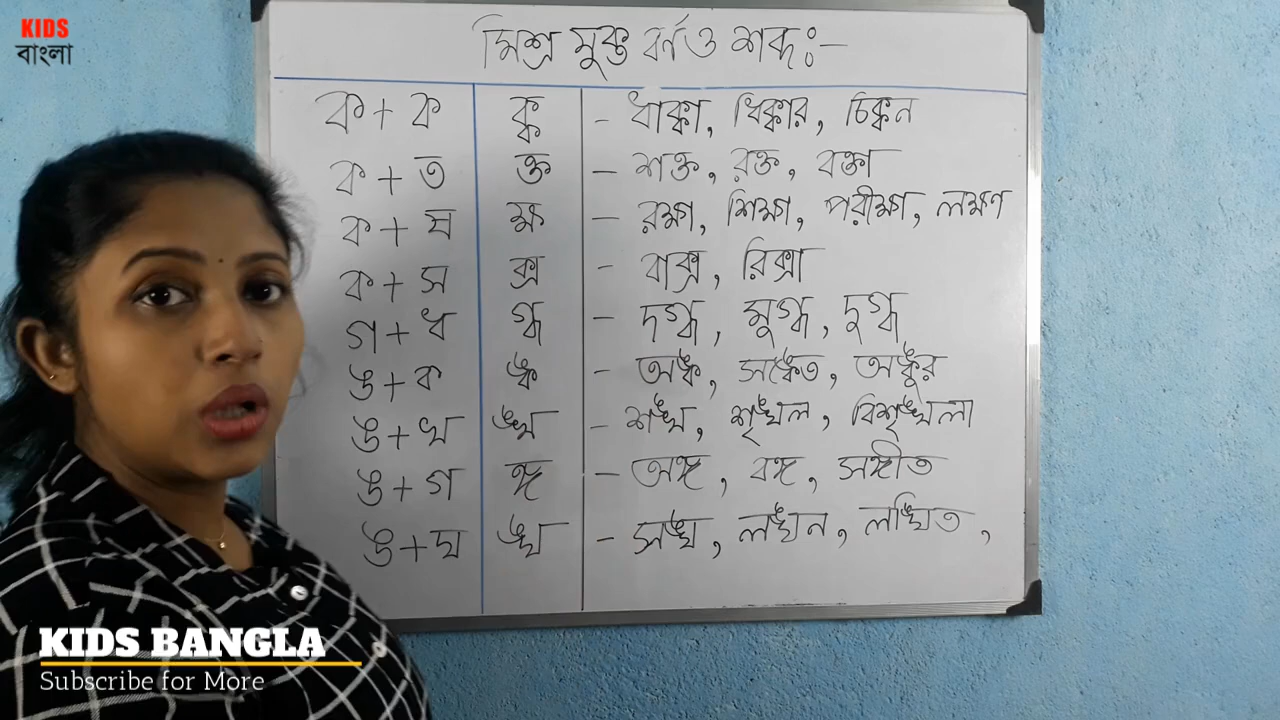 KIDS
বাংলা
মিশ্র যুক্ত বর্ন ও শব্দ ঃ-
ক + ক ক্ক - ধাক্কা, ধিক্কার, চিক্কন
ক + ত ক্ত - শক্ত, রক্ত, বক্তা
ক + ষ ক্ষ - রক্ষা, শিক্ষা, পরীক্ষা, লক্ষণ
ক + স ক্স - বাক্স, রিক্সা
গ + ধ গ্ধ - দগ্ধ, মুগ্ধ, দুগ্ধ
ঙ + ক ঙ্ক - অঙ্ক, সঙ্কেত, অঙ্কুর
ঙ + খ ঙ্খ - শঙ্খ, শৃঙ্খল, বিশৃঙ্খলা
ঙ + গ ঙ্গ - অঙ্গ, বঙ্গ, সঙ্গীত
ঙ + ঘ ঙ্ঘ - সঙ্ঘ, লঙ্ঘন, লঙ্ঘিত,
KIDS BANGLA
Subscribe for More